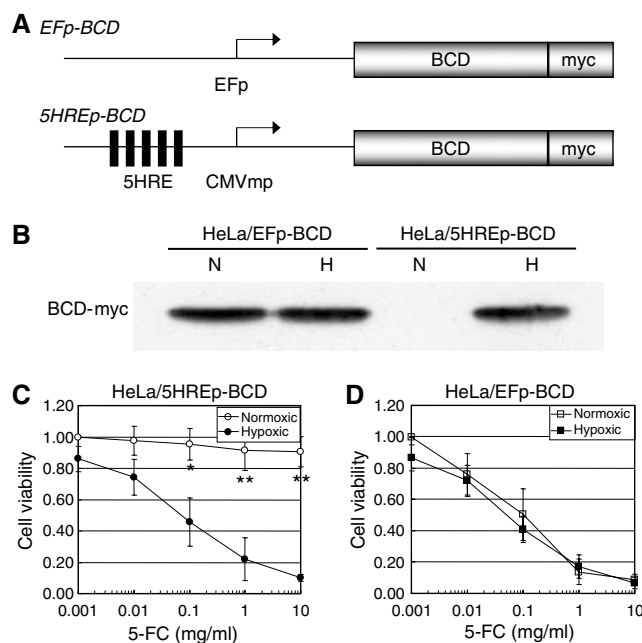 A
EFp-BCD
EFp
BCD
myc
5HREp-BCD
5HRE
CMVmp
BCD
myc
B
HeLa/EFp-BCD
HeLa/5HREp-BCD
N
H
N
H
BCD-myc
C
HeLa/5HREp-BCD
1.20
1.00
0.80
0.60
0.40
0.20
0.001
0.01
0.1
1
10
Cell viability
5-FC (mg/ml)
Normoxic
Hypoxic
*
**
**
D
HeLa/EFp-BCD
1.20
1.00
0.80
0.60
0.40
0.20
0.001
0.01
0.1
1
10
Cell viability
5-FC (mg/ml)
Normoxic
Hypoxic